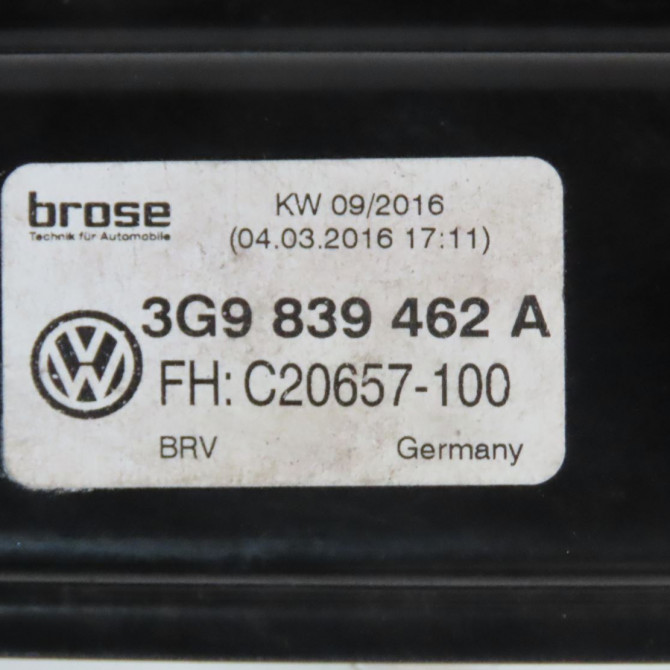 brose
Technik für Automobile
KW 09/2016
(04.03.2016 17:11)
3G9 839 462 A
FH: C20657-100
BRV
Germany